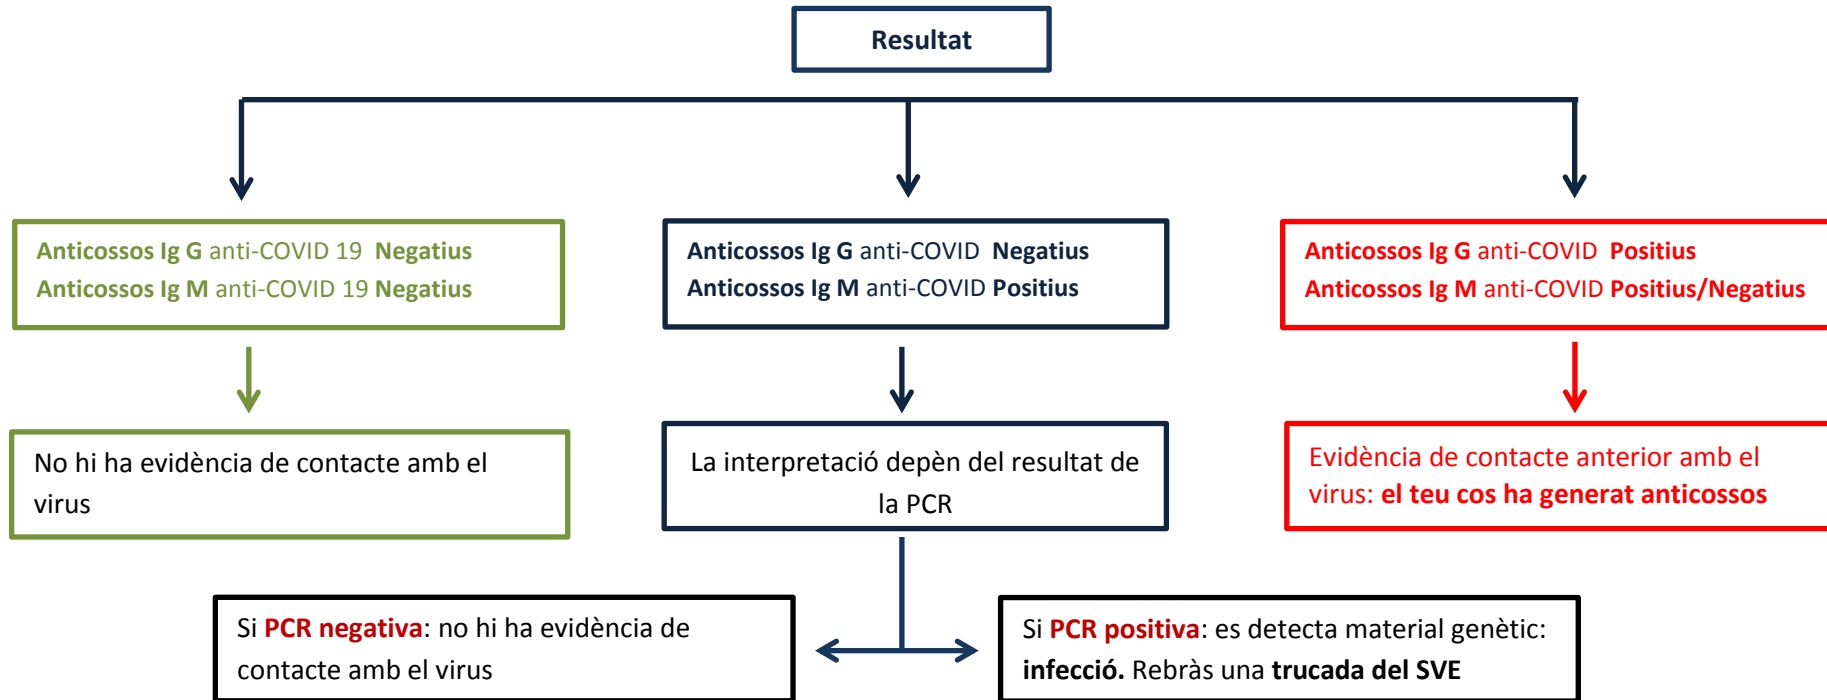 Resultat
Anticossos Ig G anti-COVID 19 Negatius
Anticossos Ig M anti-COVID 19 Negatius
Anticossos Ig G anti-COVID Negatius
Anticossos Ig M anti-COVID Positius
Anticossos Ig G anti-COVID Positius
Anticossos Ig M anti-COVID Positius/Negatius
No hi ha evidència de contacte amb el
virus
La interpretació depèn del resultat de
la PCR
Evidència de contacte anterior amb el
virus: el teu cos ha generat anticossos
Si PCR negativa: no hi ha evidència de
contacte amb el virus
Si PCR positiva: es detecta material genètic:
infecció. Rebràs una trucada del SVE